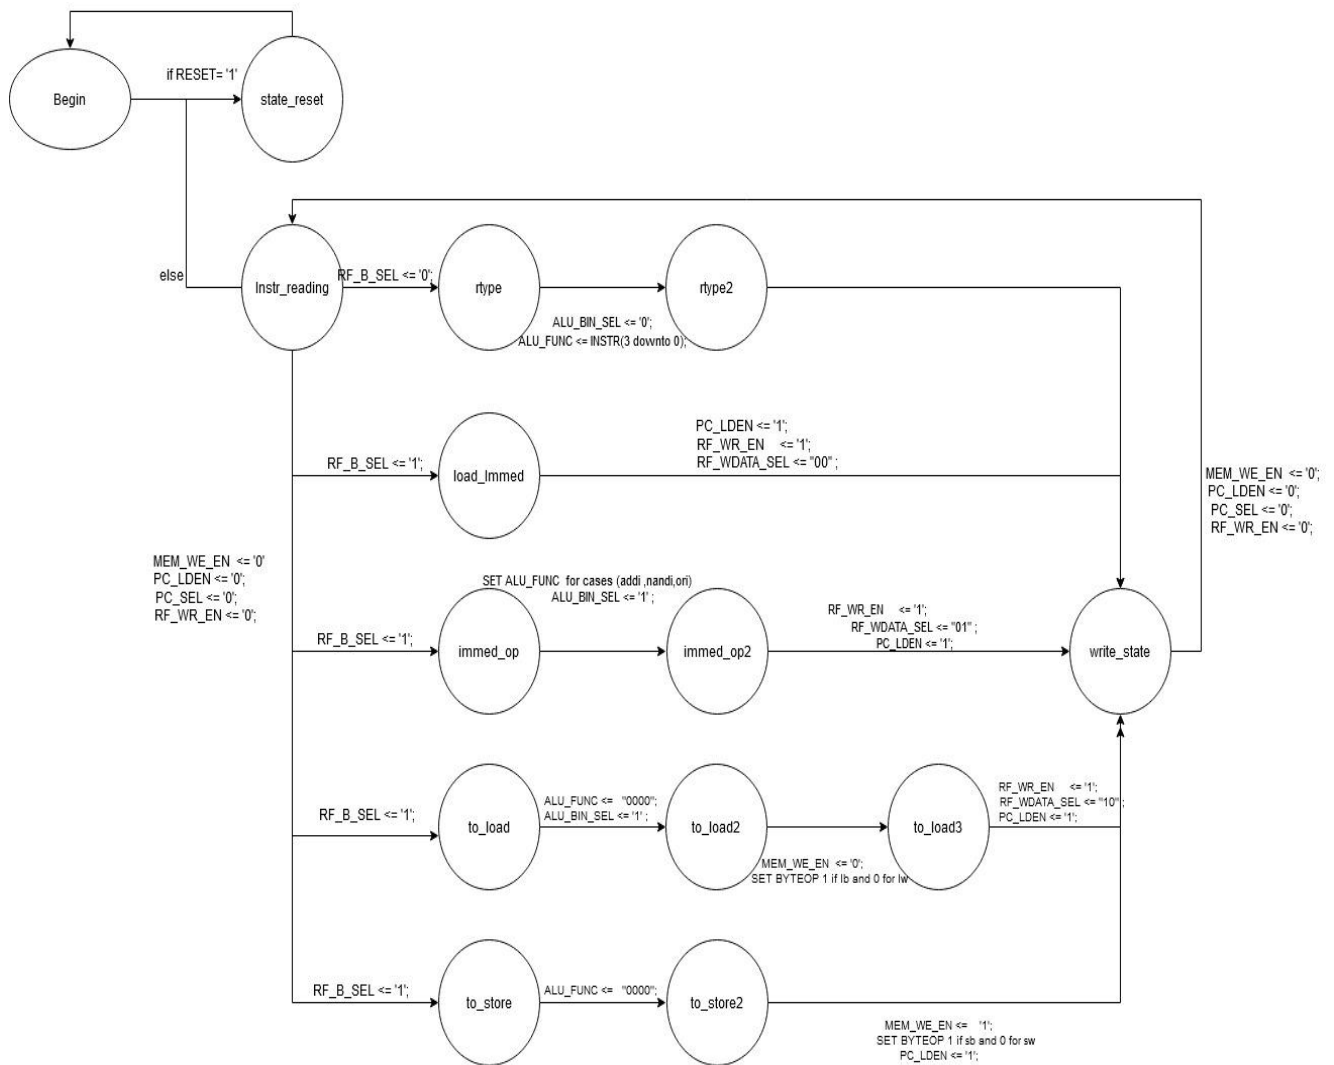 if RESET= '1'
Begin
state_reset
else
Instr_reading
RF_B_SEL <= '0';
rtype
rtype2
ALU_BIN_SEL <= '0';
ALU_FUNC <= INSTR(3 downto 0);
PC_LDEN <= '1';
RF_WR_EN <= '1';
RF_WDATA_SEL <= "00" ;
RF_B_SEL <= '1';
load_Immed
MEM_WE_EN <= '0';
PC_LDEN <= '0';
PC_SEL <= '0';
RF_WR_EN <= '0';
MEM_WE_EN <= '0'
PC_LDEN <= '0';
PC_SEL <= '0';
RF_WR_EN <= '0';
SET ALU_FUNC for cases (addi ,nandi,ori)
ALU_BIN_SEL <= '1' ;
RF_B_SEL <= '1';
immed_op
immed_op2
RF_WR_EN <= '1';
RF_WDATA_SEL <= "01" ;
PC_LDEN <= '1';
write_state
RF_B_SEL <= '1';
to_load
ALU_FUNC <= "0000";
ALU_BIN_SEL <= '1' ;
to_load2
MEM_WE_EN <= '0';
SET BYTEOP 1 if lb and 0 for lw
to_load3
RF_WR_EN <= '1';
RF_WDATA_SEL <= "10" ;
PC_LDEN <= '1';
RF_B_SEL <= '1';
to_store
ALU_FUNC <= "0000";
to_store2
MEM_WE_EN <= '1';
SET BYTEOP 1 if sb and 0 for sw
PC_LDEN <= '1';